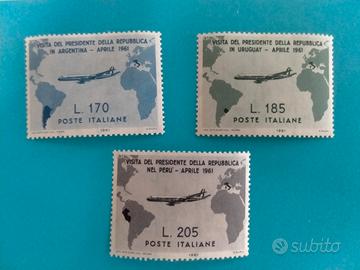 VISITA DEL PRESIDENTE DELLA REPUBBLICA
IN ARGENTINA - APRILE 1961
L. 170
POSTE ITALIANE
1961
VISITA DEL PRESIDENTE DELLA REPUBBLICA
IN URUGUAY - APRILE 1961
L. 185
POSTE ITALIANE
1961
VISITA DEL PRESIDENTE DELLA REPUBBLICA
NEL PERU' - APRILE 1961
L. 205
POSTE ITALIANE
1961
subito